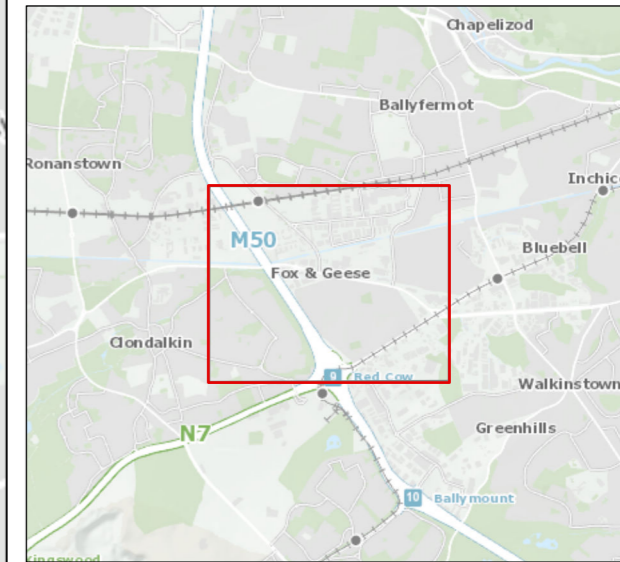 Chapelizod
Ballyfermot
Ronanstown
Inchic
M50
Bluebell
Fox & Geese
Clondalkin
9 Red Cow
Walkinstown
N7
Greenhills
10 Ballymount
Kingswood